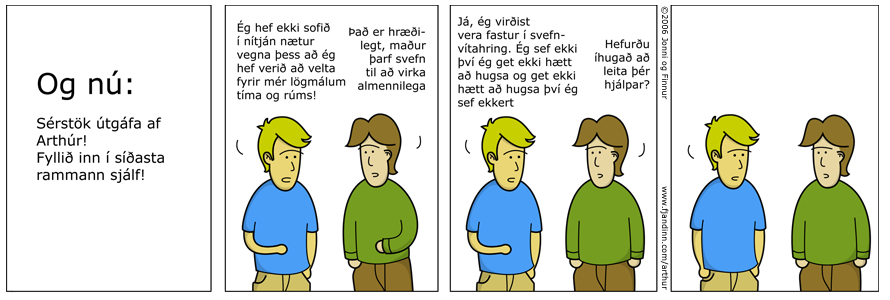 Og nú:
Sérstök útgáfa af
Arthúr!
Fyllið inn í síðasta
rammann sjálf!
Ég hef ekki sofið
í nítján nætur
vegna þess að ég
hef verið að velta
fyrir mér lögmálum
tíma og rúms!
Það er hræði-
legt, maður
þarf svefn
til að virka
almennilega
Já, ég virðist
vera fastur í svefn-
vítahring. Ég sef ekki
því ég get ekki hætt
að hugsa og get ekki
hætt að hugsa því ég
sef ekkert
Hefurðu
íhugað að
leita þér
hjálpar?
©2006 Jonni og Finnur
www.fjandinn.com/arthur